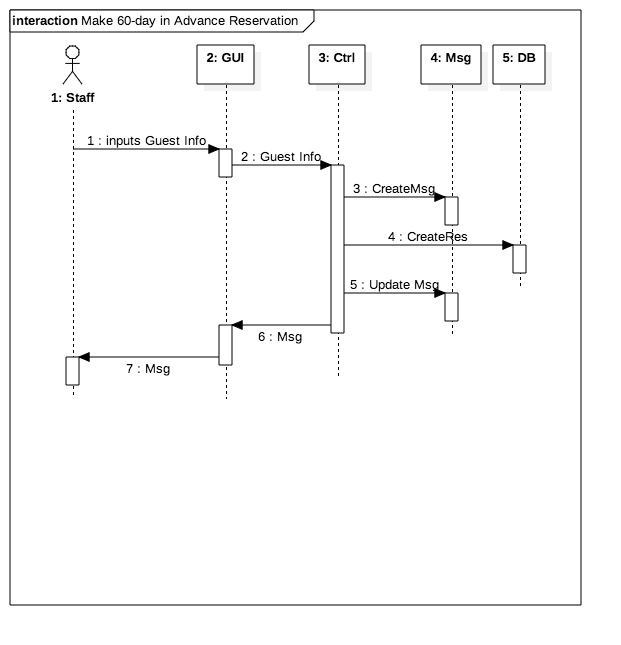 interaction Make 60-day in Advance Reservation
2: GUI
3: Ctrl
4: Msg
5: DB
1: Staff
1 : inputs Guest Info
2 : Guest Info
3 : CreateMsg
4 : CreateRes
5 : Update Msg
6 : Msg
7 : Msg